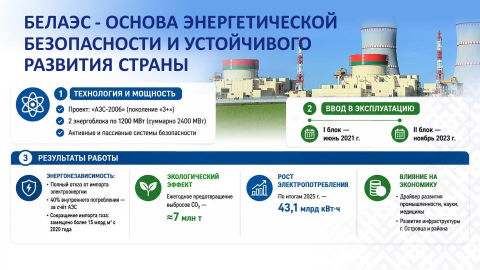 БЕЛАЭС - ОСНОВА ЭНЕРГЕТИЧЕСКОЙ
БЕЗОПАСНОСТИ И УСТОЙЧИВОГО
РАЗВИТИЯ СТРАНЫ
1 ТЕХНОЛОГИЯ И МОЩНОСТЬ
Проект: «АЭС-2006» (поколение «3+»)
2 энергоблока по 1200 МВт (суммарно 2400 МВт)
Активные и пассивные системы безопасности
2 ВВОД В ЭКСПЛУАТАЦИЮ
I блок —
июнь 2021 г.
II блок —
ноябрь 2023 г.
3 РЕЗУЛЬТАТЫ РАБОТЫ
ЭНЕРГОНЕЗАВИСИМОСТЬ:
• Полный отказ от импорта
электроэнергии
• 40% внутреннего потребления —
за счёт АЭС
• Сокращение импорта газа:
замещено более 15 млрд м³ с
2020 года
ЭКОЛОГИЧЕСКИЙ
ЭФФЕКТ
Ежегодное предотвращение
выбросов CO₂ —
≈7 млн т
РОСТ
ЭЛЕКТРОПОТРЕБЛЕНИЯ
По итогам 2025 г. —
43,1 млрд кВт·ч
ВЛИЯНИЕ НА
ЭКОНОМИКУ
• Драйвер развития
промышленности, науки,
медицины
• Развитие инфраструктуры
г. Островца и района